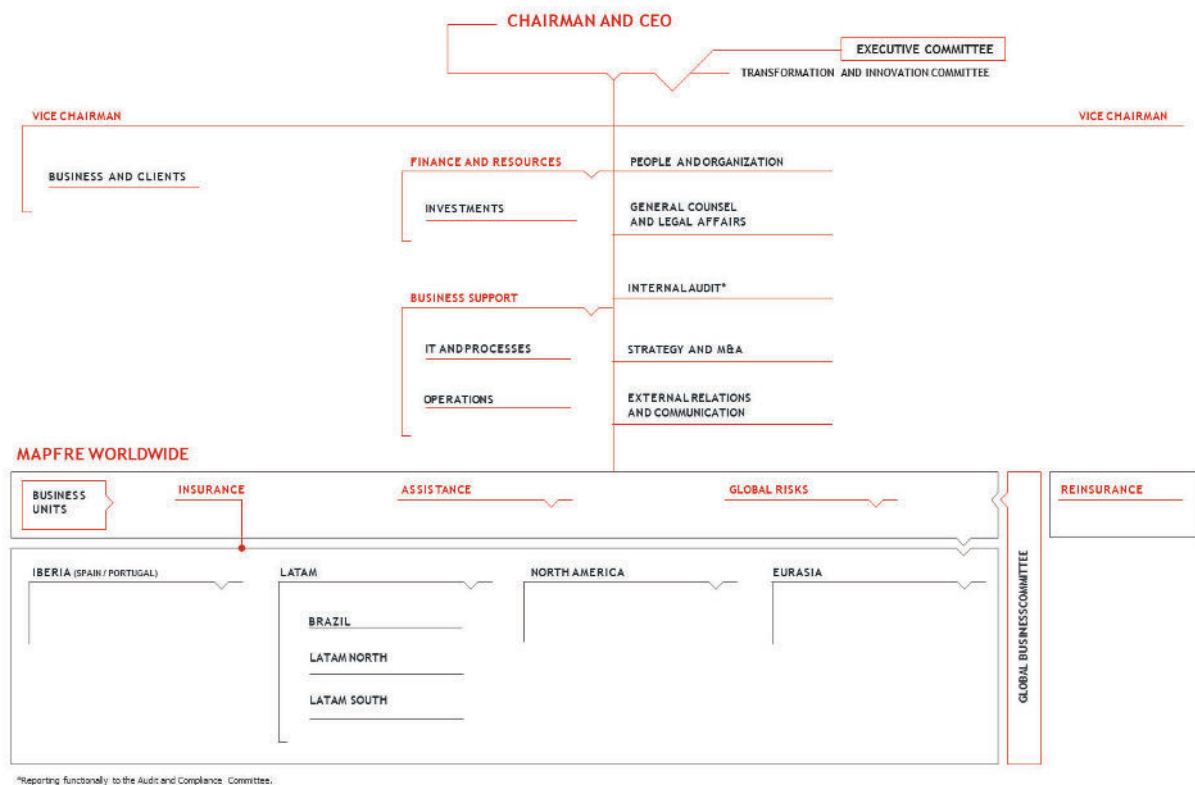 CHAIRMAN AND CEO
EXECUTIVE COMMITTEE
TRANSFORMATION AND INNOVATION COMMITTEE
VICE CHAIRMAN
VICE CHAIRMAN
BUSINESS AND CLIENTS
FINANCE AND RESOURCES
INVESTMENTS
PEOPLE AND ORGANIZATION
GENERAL COUNSEL
AND LEGAL AFFAIRS
BUSINESS SUPPORT
IT AND PROCESSES
OPERATIONS
INTERNAL AUDIT*
STRATEGY AND M&A
EXTERNAL RELATIONS
AND COMMUNICATION
MAPFRE WORLDWIDE
BUSINESS
UNITS
INSURANCE
ASSISTANCE
GLOBAL RISKS
REINSURANCE
IBERIA (SPAIN / PORTUGAL)
LATAM
BRAZIL
LATAM NORTH
LATAM SOUTH
NORTH AMERICA
EURASIA
GLOBAL BUSINESS COMMITTEE
*Reporting functionally to the Audit and Compliance Committee.